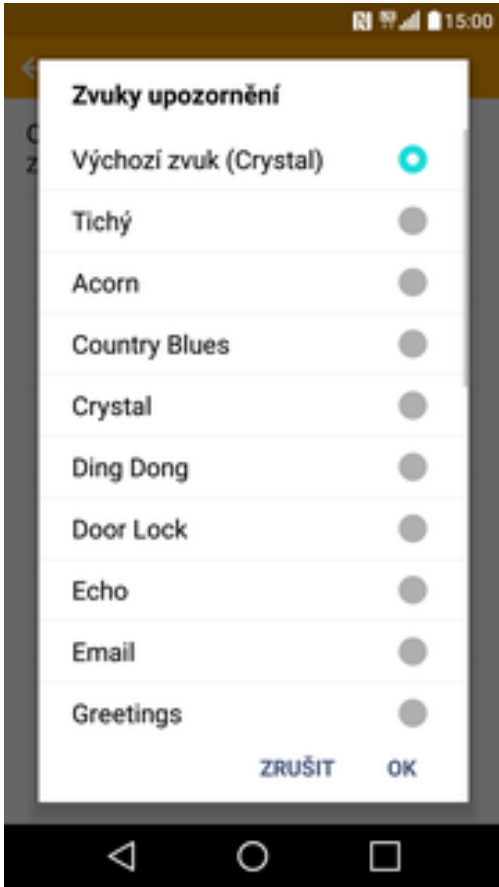 15:00
Zvuky upozornění
Výchozí zvuk (Crystal)
Tichý
Acorn
Country Blues
Crystal
Ding Dong
Door Lock
Echo
Email
Greetings
ZRUŠIT OK